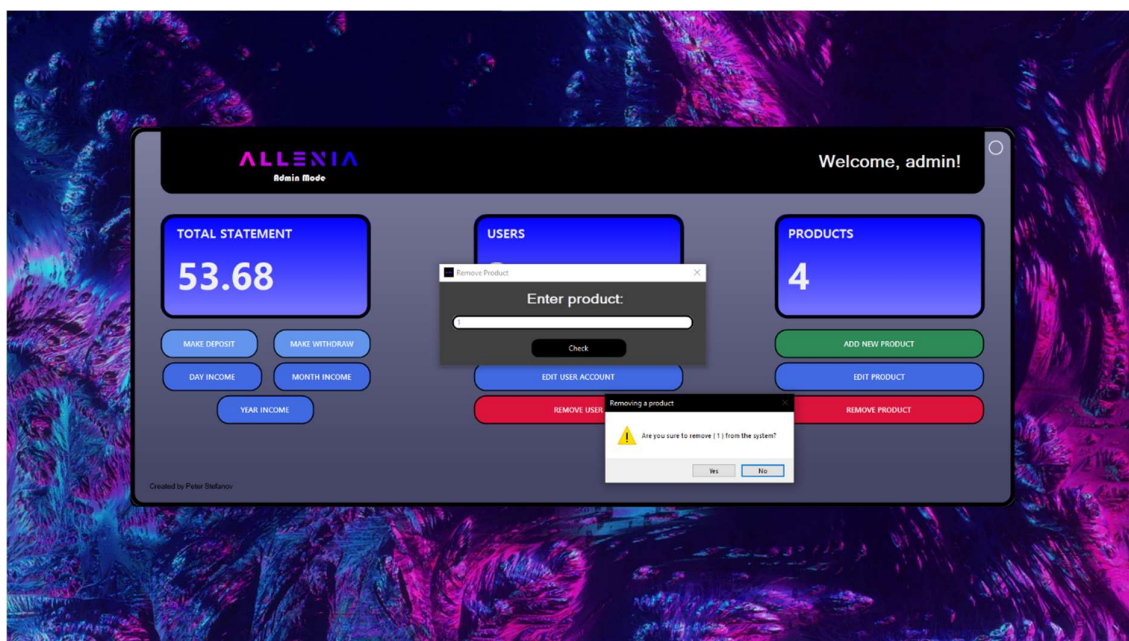 ALLENIA
Admin Mode
Welcome, admin!
TOTAL STATEMENT
53.68
USERS
PRODUCTS
4
Remove Product
Enter product:
1
Check
MAKE DEPOSIT
MAKE WITHDRAW
ADD NEW PRODUCT
DAY INCOME
MONTH INCOME
EDIT USER ACCOUNT
EDIT PRODUCT
YEAR INCOME
REMOVE USER
REMOVE PRODUCT
Removing a product
Are you sure to remove ( 1 ) from the system?
Yes
No
Created by Peter Stefanov